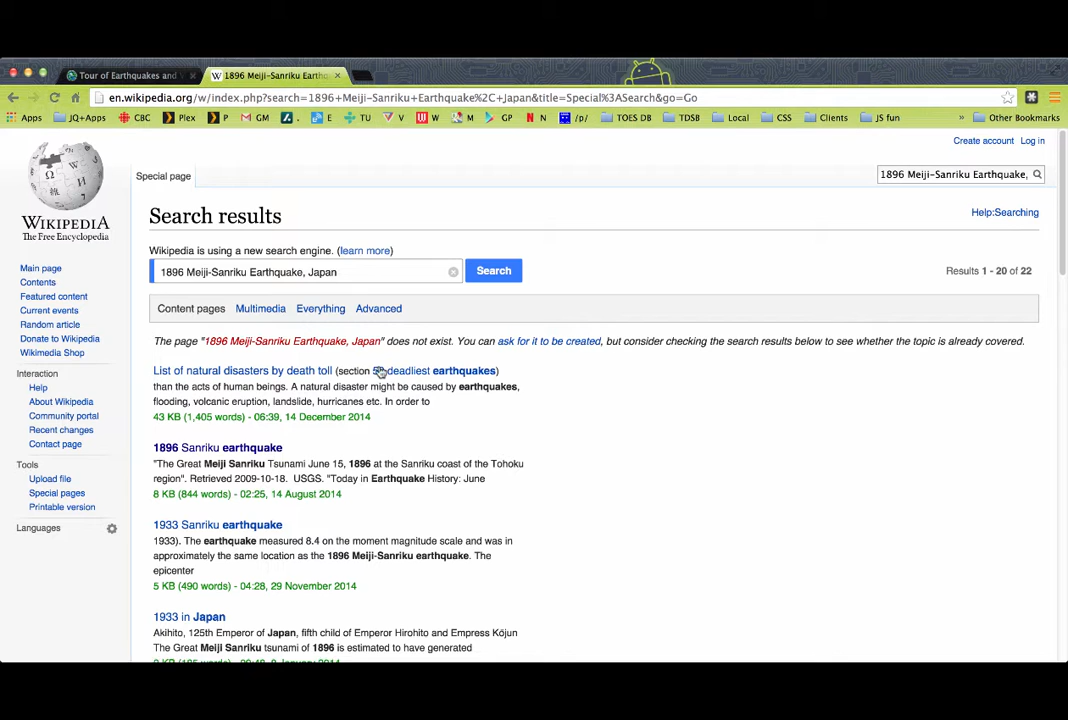 Tour of Earthquakes and
1896 Meiji-Sanriku Earthq
en.wikipedia.org/w/index.php?search=1896+Meiji-Sanriku+Earthquake%2C+Japan&title=Special%3ASearch&go=Go
Apps JQ+Apps CBC Plex P GM . E TU V W M GP N /p/ TOES DB TDSB Local CSS Clients JS fun » Other Bookmarks
Create account Log in
Special page
1896 Meiji-Sanriku Earthquake,
WIKIPEDIA
The Free Encyclopedia
Search results
Help:Searching
Wikipedia is using a new search engine. (learn more)
1896 Meiji-Sanriku Earthquake, Japan
Search
Results 1 - 20 of 22
Content pages Multimedia Everything Advanced
The page "1896 Meiji-Sanriku Earthquake, Japan" does not exist. You can ask for it to be created, but consider checking the search results below to see whether the topic is already covered.
List of natural disasters by death toll (section deadliest earthquakes)
than the acts of human beings. A natural disaster might be caused by earthquakes,
flooding, volcanic eruption, landslide, hurricanes etc. In order to
43 KB (1,405 words) - 06:39, 14 December 2014
1896 Sanriku earthquake
"The Great Meiji Sanriku Tsunami June 15, 1896 at the Sanriku coast of the Tohoku
region". Retrieved 2009-10-18. USGS. "Today in Earthquake History: June
8 KB (844 words) - 02:25, 14 August 2014
1933 Sanriku earthquake
1933). The earthquake measured 8.4 on the moment magnitude scale and was in
approximately the same location as the 1896 Meiji-Sanriku earthquake. The
epicenter
5 KB (490 words) - 04:28, 29 November 2014
1933 in Japan
Akihito, 125th Emperor of Japan, fifth child of Emperor Hirohito and Empress Kōjun
The Great Meiji Sanriku tsunami of 1896 is estimated to have generated
Main page
Contents
Featured content
Current events
Random article
Donate to Wikipedia
Wikimedia Shop
Interaction
Help
About Wikipedia
Community portal
Recent changes
Contact page
Tools
Upload file
Special pages
Printable version
Languages